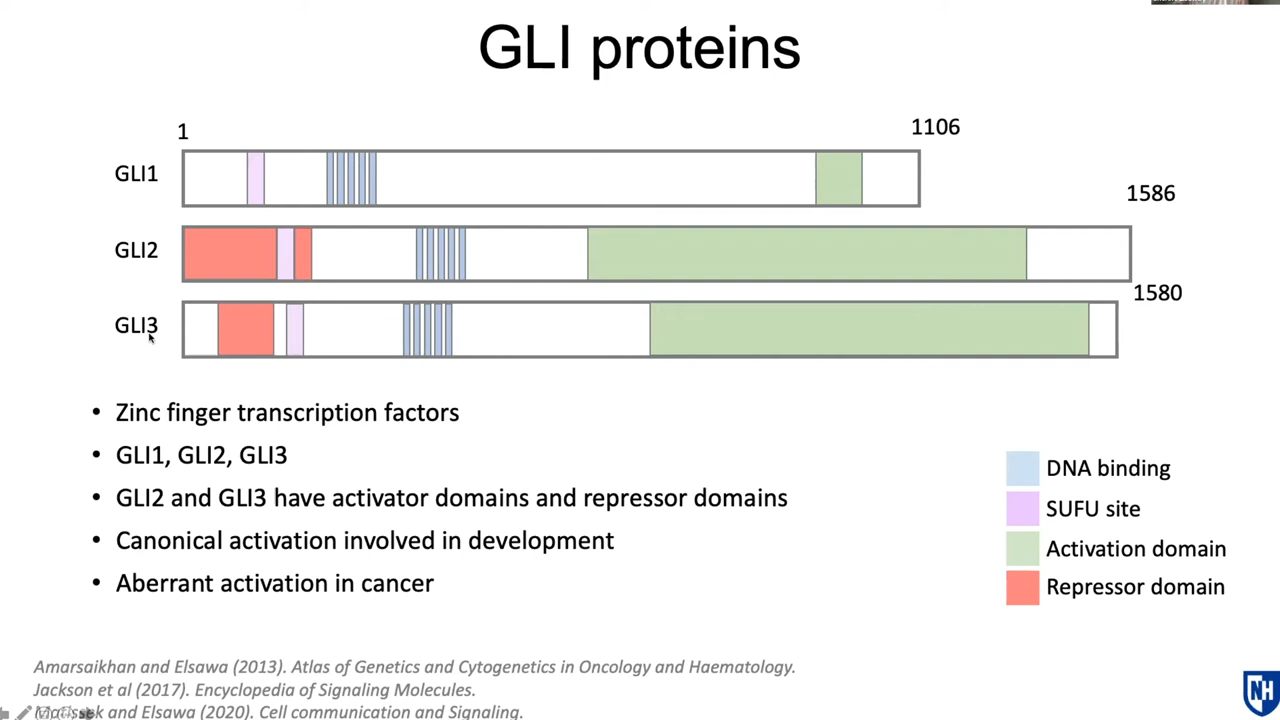 GLI proteins
1
1106
GLI1
1586
GLI2
1580
GLI3
• Zinc finger transcription factors
• GLI1, GLI2, GLI3
• GLI2 and GLI3 have activator domains and repressor domains
• Canonical activation involved in development
• Aberrant activation in cancer
DNA binding
SUFU site
Activation domain
Repressor domain
Amarsaikhan and Elsawa (2013). Atlas of Genetics and Cytogenetics in Oncology and Haematology.
Jackson et al (2017). Encyclopedia of Signaling Molecules.
and Elsawa (2020). Cell communication and Signaling.
NH